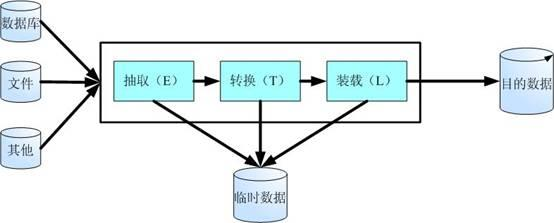 数据库
文件
其他
抽取（E）
转换（T）
装载（L）
目的数据
临时数据